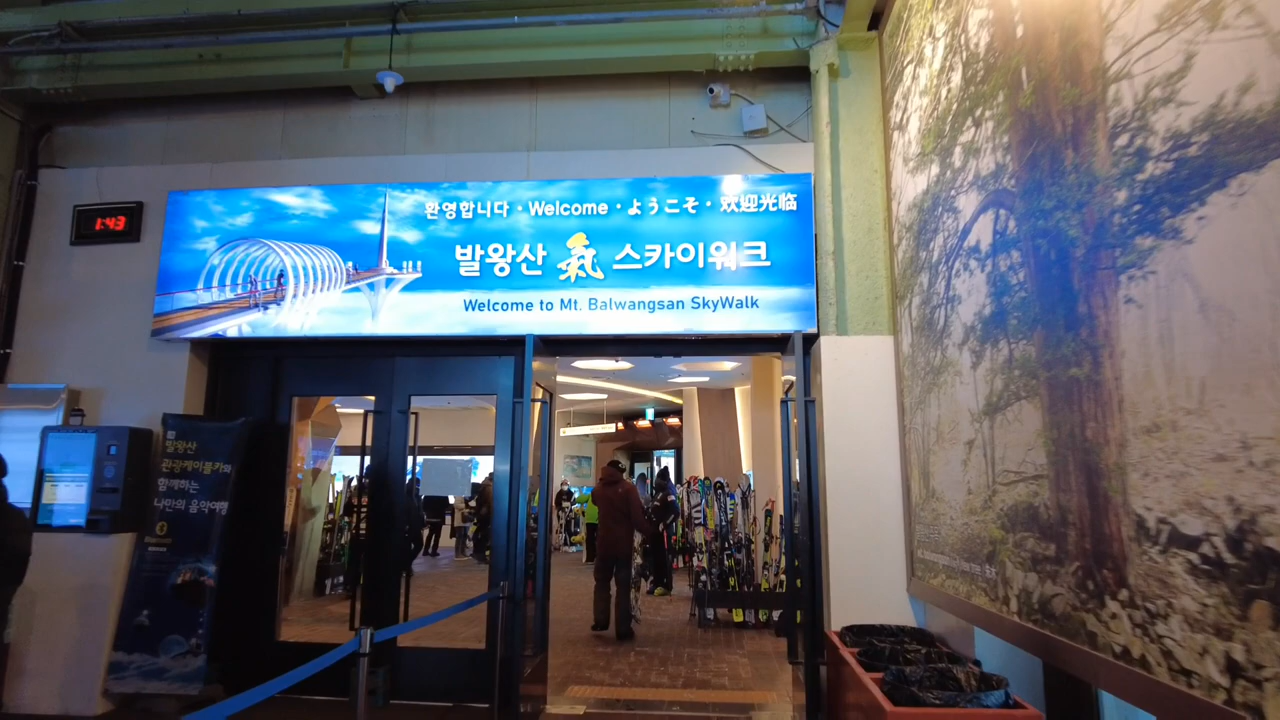 환영합니다 · Welcome · ようこそ · 欢迎光临
발왕산 氣 스카이워크
Welcome to Mt. Balwangsan SkyWalk
1:43
발왕산
관광케이블카와
함께하는
나만의 음악여행
Bluetooth